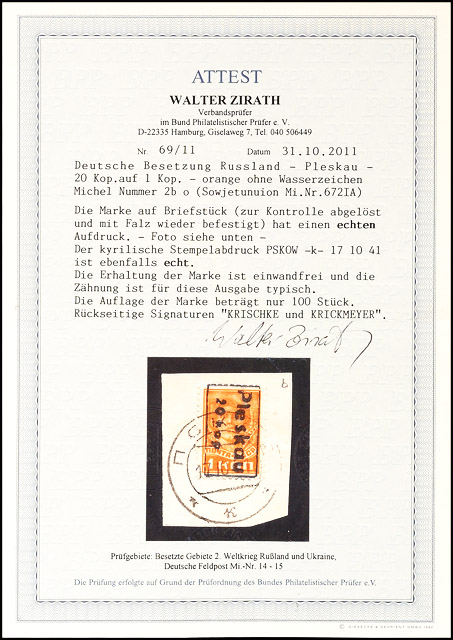 ATTEST
WALTER ZIRATH
Verbandsprüfer
im Bund Philatelistischer Prüfer e. V.
D-22335 Hamburg, Giselaweg 7, Tel. 040 506449
Nr. 69/11 Datum 31.10.2011
Deutsche Besetzung Russland - Pleskau -
20 Kop.auf 1 Kop. - orange ohne Wasserzeichen
Michel Nummer 2b o (Sowjetunuion Mi.Nr.672IA)
Die Marke auf Briefstück (zur Kontrolle abgelöst
und mit Falz wieder befestigt) hat einen echten
Aufdruck. - Foto siehe unten -
Der kyrilische Stempelabdruck PSKOW -k- 17 10 41
ist ebenfalls echt.
Die Erhaltung der Marke ist einwandfrei und die
Zähnung ist für diese Ausgabe typisch.
Die Auflage der Marke beträgt nur 100 Stück.
Rückseitige Signaturen "KRISCHKE und KRICKMEYER".
Walter Zirath
b
Pleskau
20 kop
Prüfgebiete: Besetzte Gebiete 2. Weltkrieg Rußland und Ukraine,
Deutsche Feldpost Mi.-Nr. 14 - 15
Die Prüfung erfolgte auf Grund der Prüfordnung des Bundes Philatelistischer Prüfer e.V.